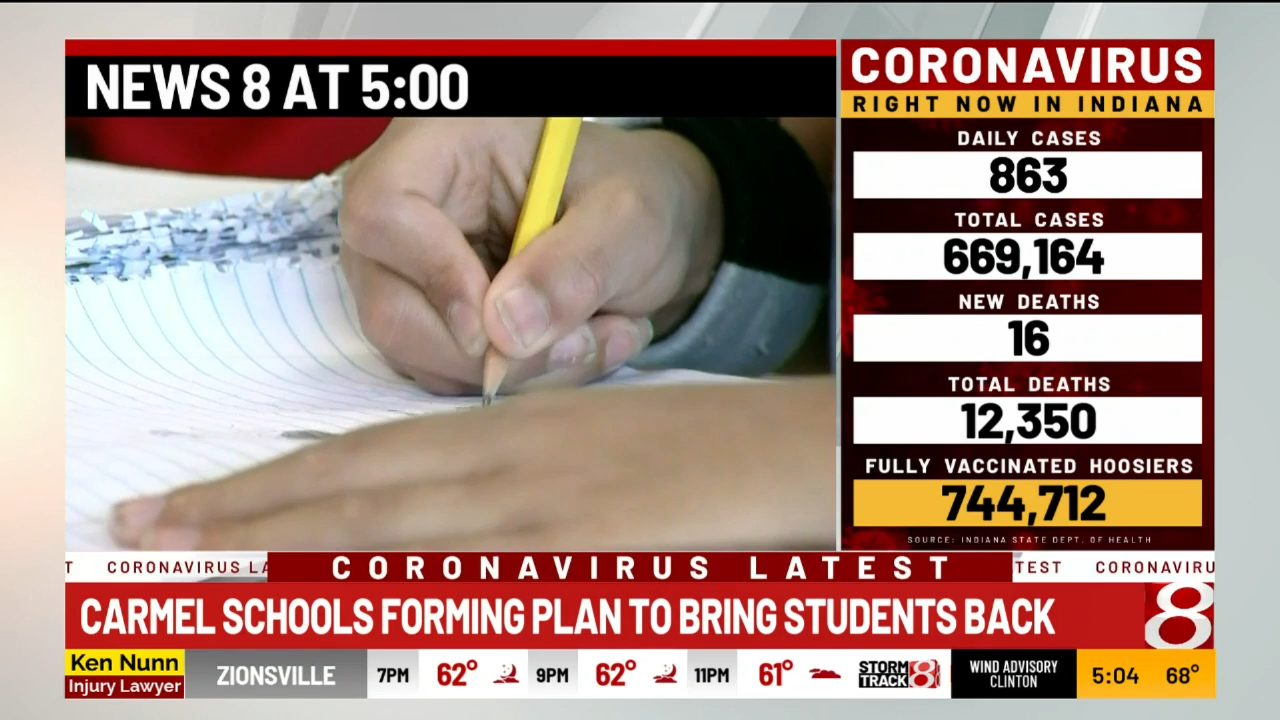 NEWS 8 AT 5:00
CORONAVIRUS
RIGHT NOW IN INDIANA
DAILY CASES
863
TOTAL CASES
669,164
NEW DEATHS
16
TOTAL DEATHS
12,350
FULLY VACCINATED HOOSIERS
744,712
SOURCE: INDIANA STATE DEPT. OF HEALTH
T CORONAVIRUS LA
CORONAVIRUS LATEST
TEST CORONAVIRU
CARMEL SCHOOLS FORMING PLAN TO BRING STUDENTS BACK
8
Ken Nunn
Injury Lawyer
ZIONSVILLE
7PM 62° 9PM 62° 11PM 61°
STORM
TRACK 8
WIND ADVISORY
CLINTON
5:04 68°